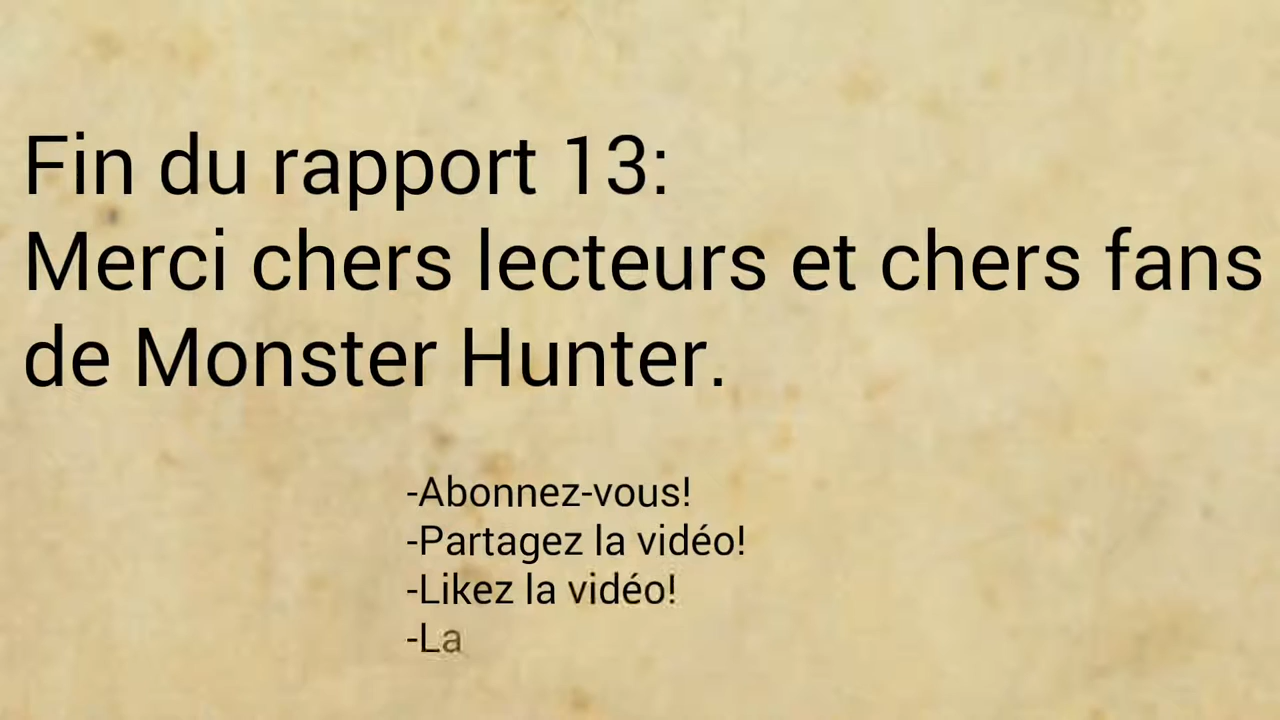 Fin du rapport 13:
Merci chers lecteurs et chers fans
de Monster Hunter.
-Abonnez-vous!
-Partagez la vidéo!
-Likez la vidéo!
-La